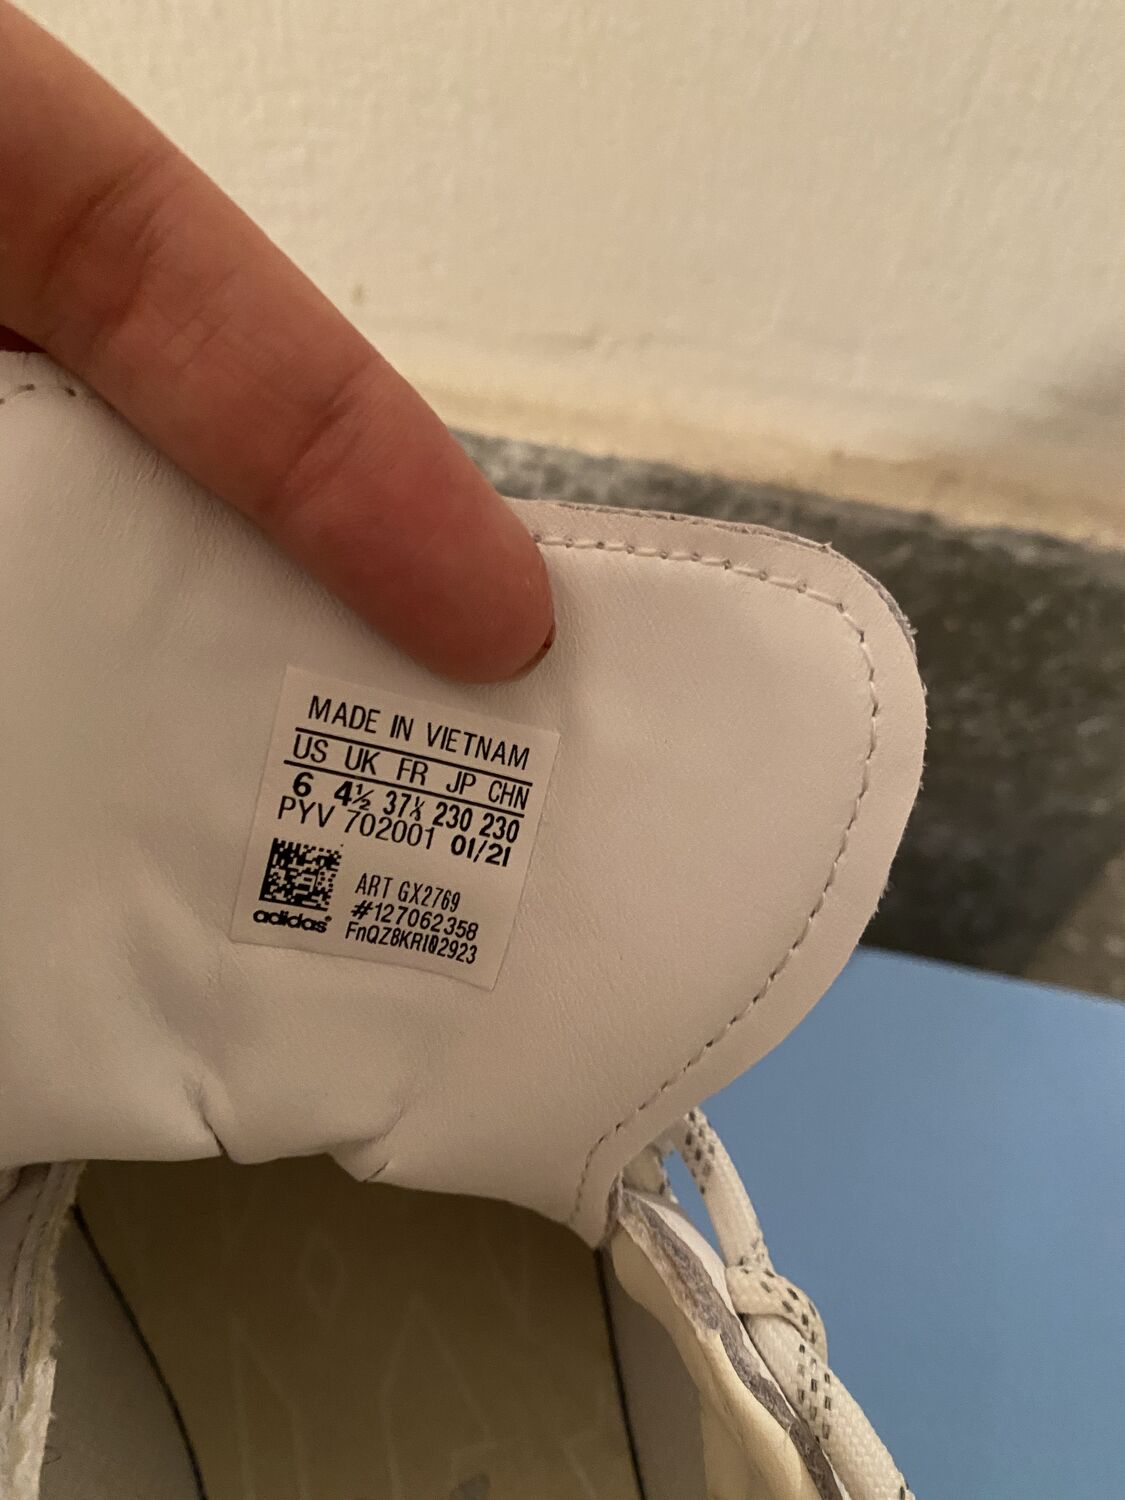 MADE IN VIETNAM
US UK FR JP CHN
6 4½ 37⅓ 230 230
PYV 702001 01/21
ART GX2769
#127062358
adidas®